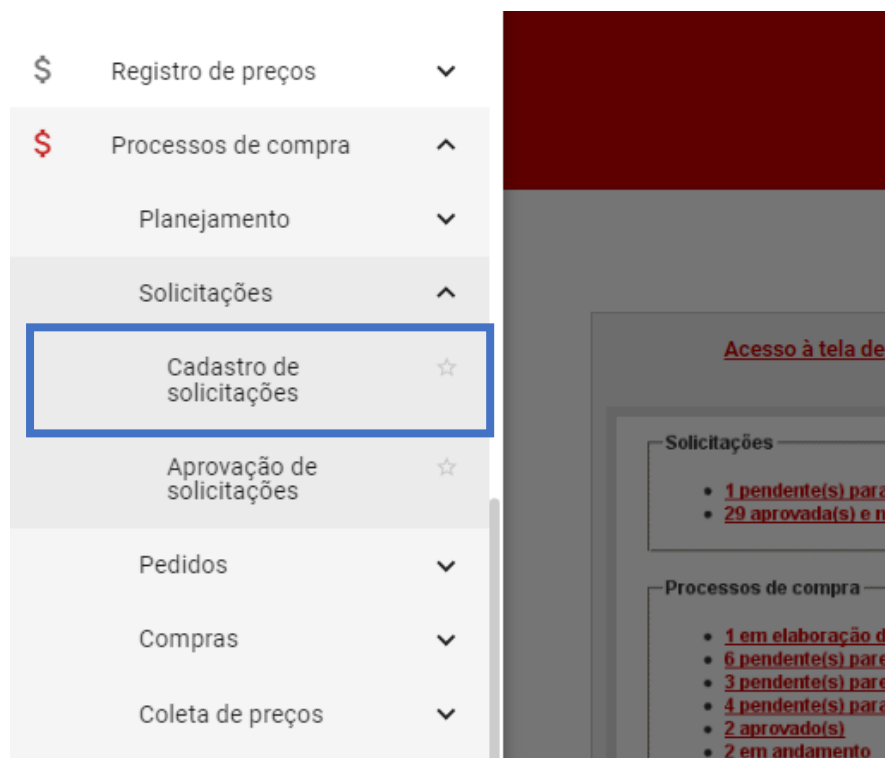 $ Registro de preços
$ Processos de compra
Planejamento
Solicitações
Cadastro de
solicitações
Aprovação de
solicitações
Pedidos
Compras
Coleta de preços
Acesso à tela de
Solicitações
1 pendente(s) para
29 aprovada(s) e n
Processos de compra
1 em elaboração d
6 pendente(s) pare
3 pendente(s) pare
4 pendente(s) para
2 aprovado(s)
2 em andamento